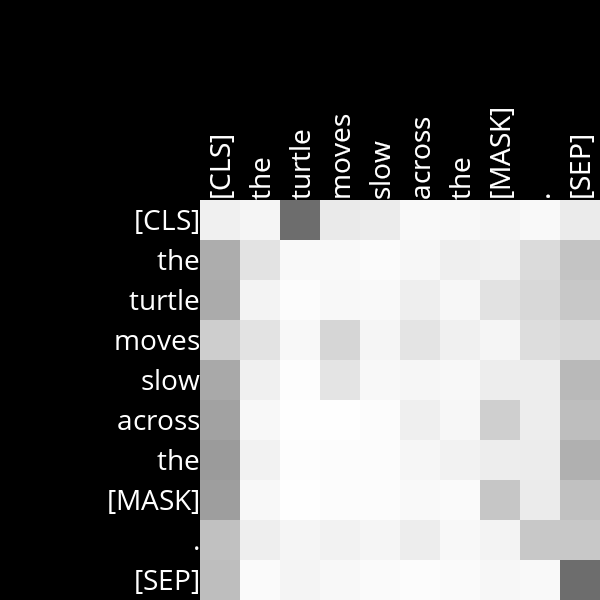 [CLS] the turtle moves slow across the [MASK] . [SEP]
[CLS]
the
turtle
moves
slow
across
the
[MASK]
.
[SEP]